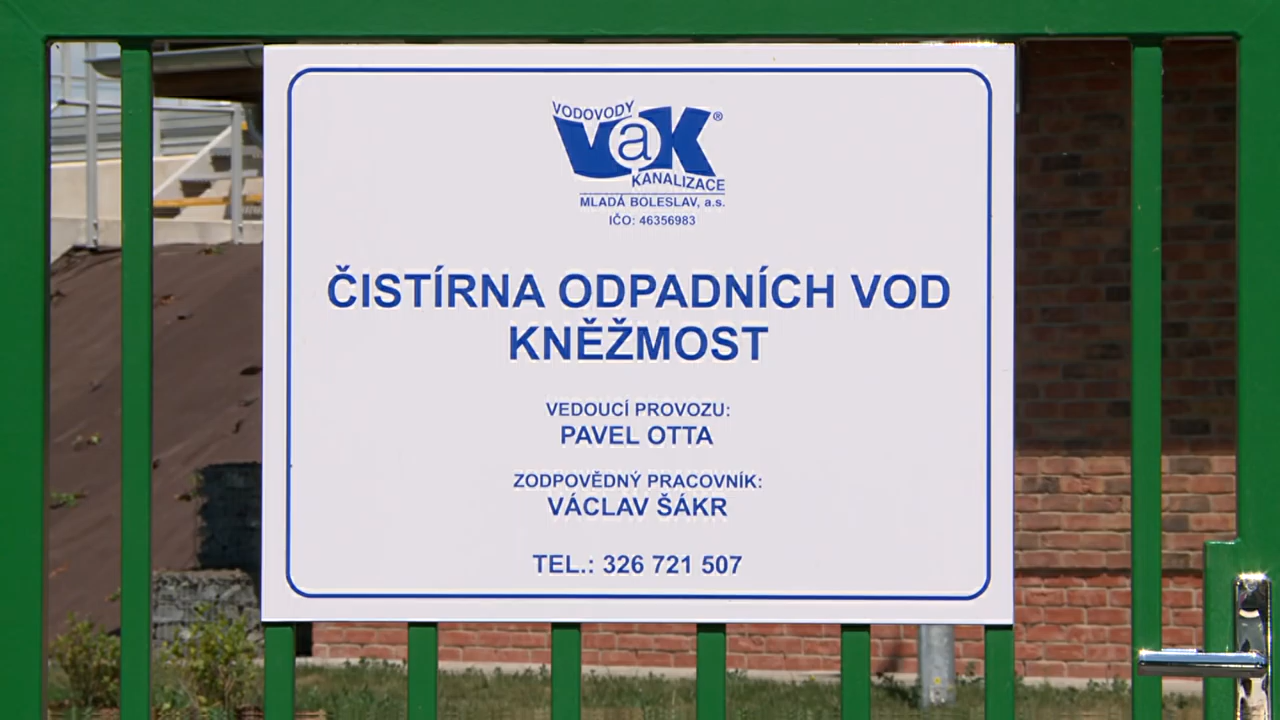 VODOVODY
VaK®
KANALIZACE
MLADÁ BOLESLAV, a.s.
IČO: 46356983
ČISTÍRNA ODPADNÍCH VOD
KNĚŽMOST
VEDOUCÍ PROVOZU:
PAVEL OTTA
ZODPOVĚDNÝ PRACOVNÍK:
VÁCLAV ŠÁKR
TEL.: 326 721 507